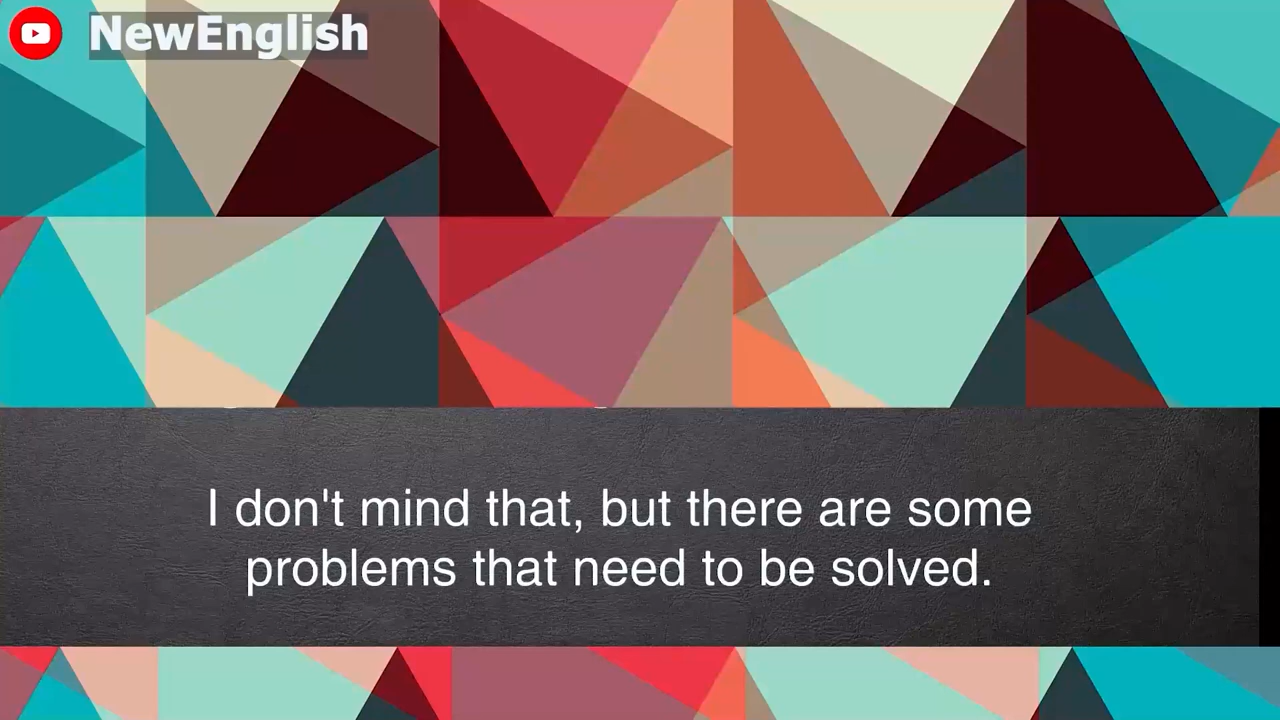 NewEnglish
I don't mind that, but there are some
problems that need to be solved.